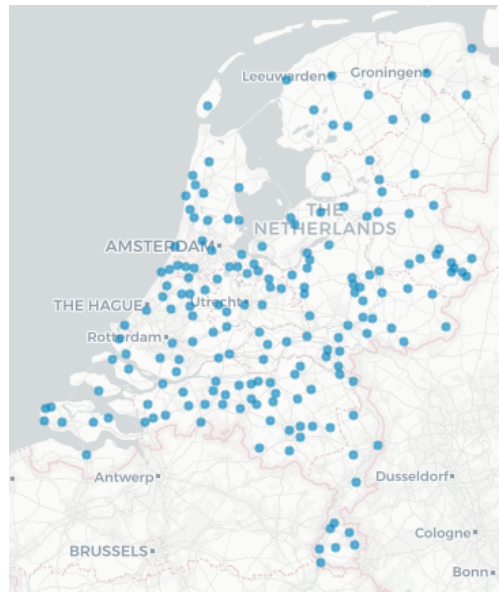 Leeuwarden
Groningen
THE
NETHERLANDS
AMSTERDAM
THE HAGUE
Utrecht
Rotterdam
Antwerp
Dusseldorf
BRUSSELS
Cologne
Bonn